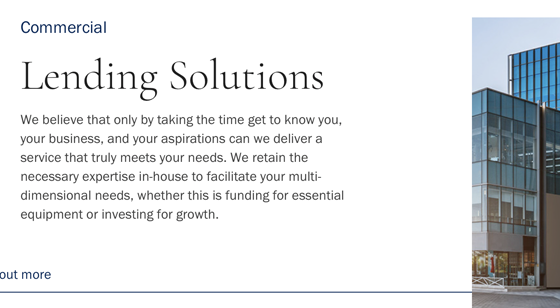 Commercial
Lending Solutions
We believe that only by taking the time get to know you,
your business, and your aspirations can we deliver a
service that truly meets your needs. We retain the
necessary expertise in-house to facilitate your multi-
dimensional needs, whether this is funding for essential
equipment or investing for growth.
out more